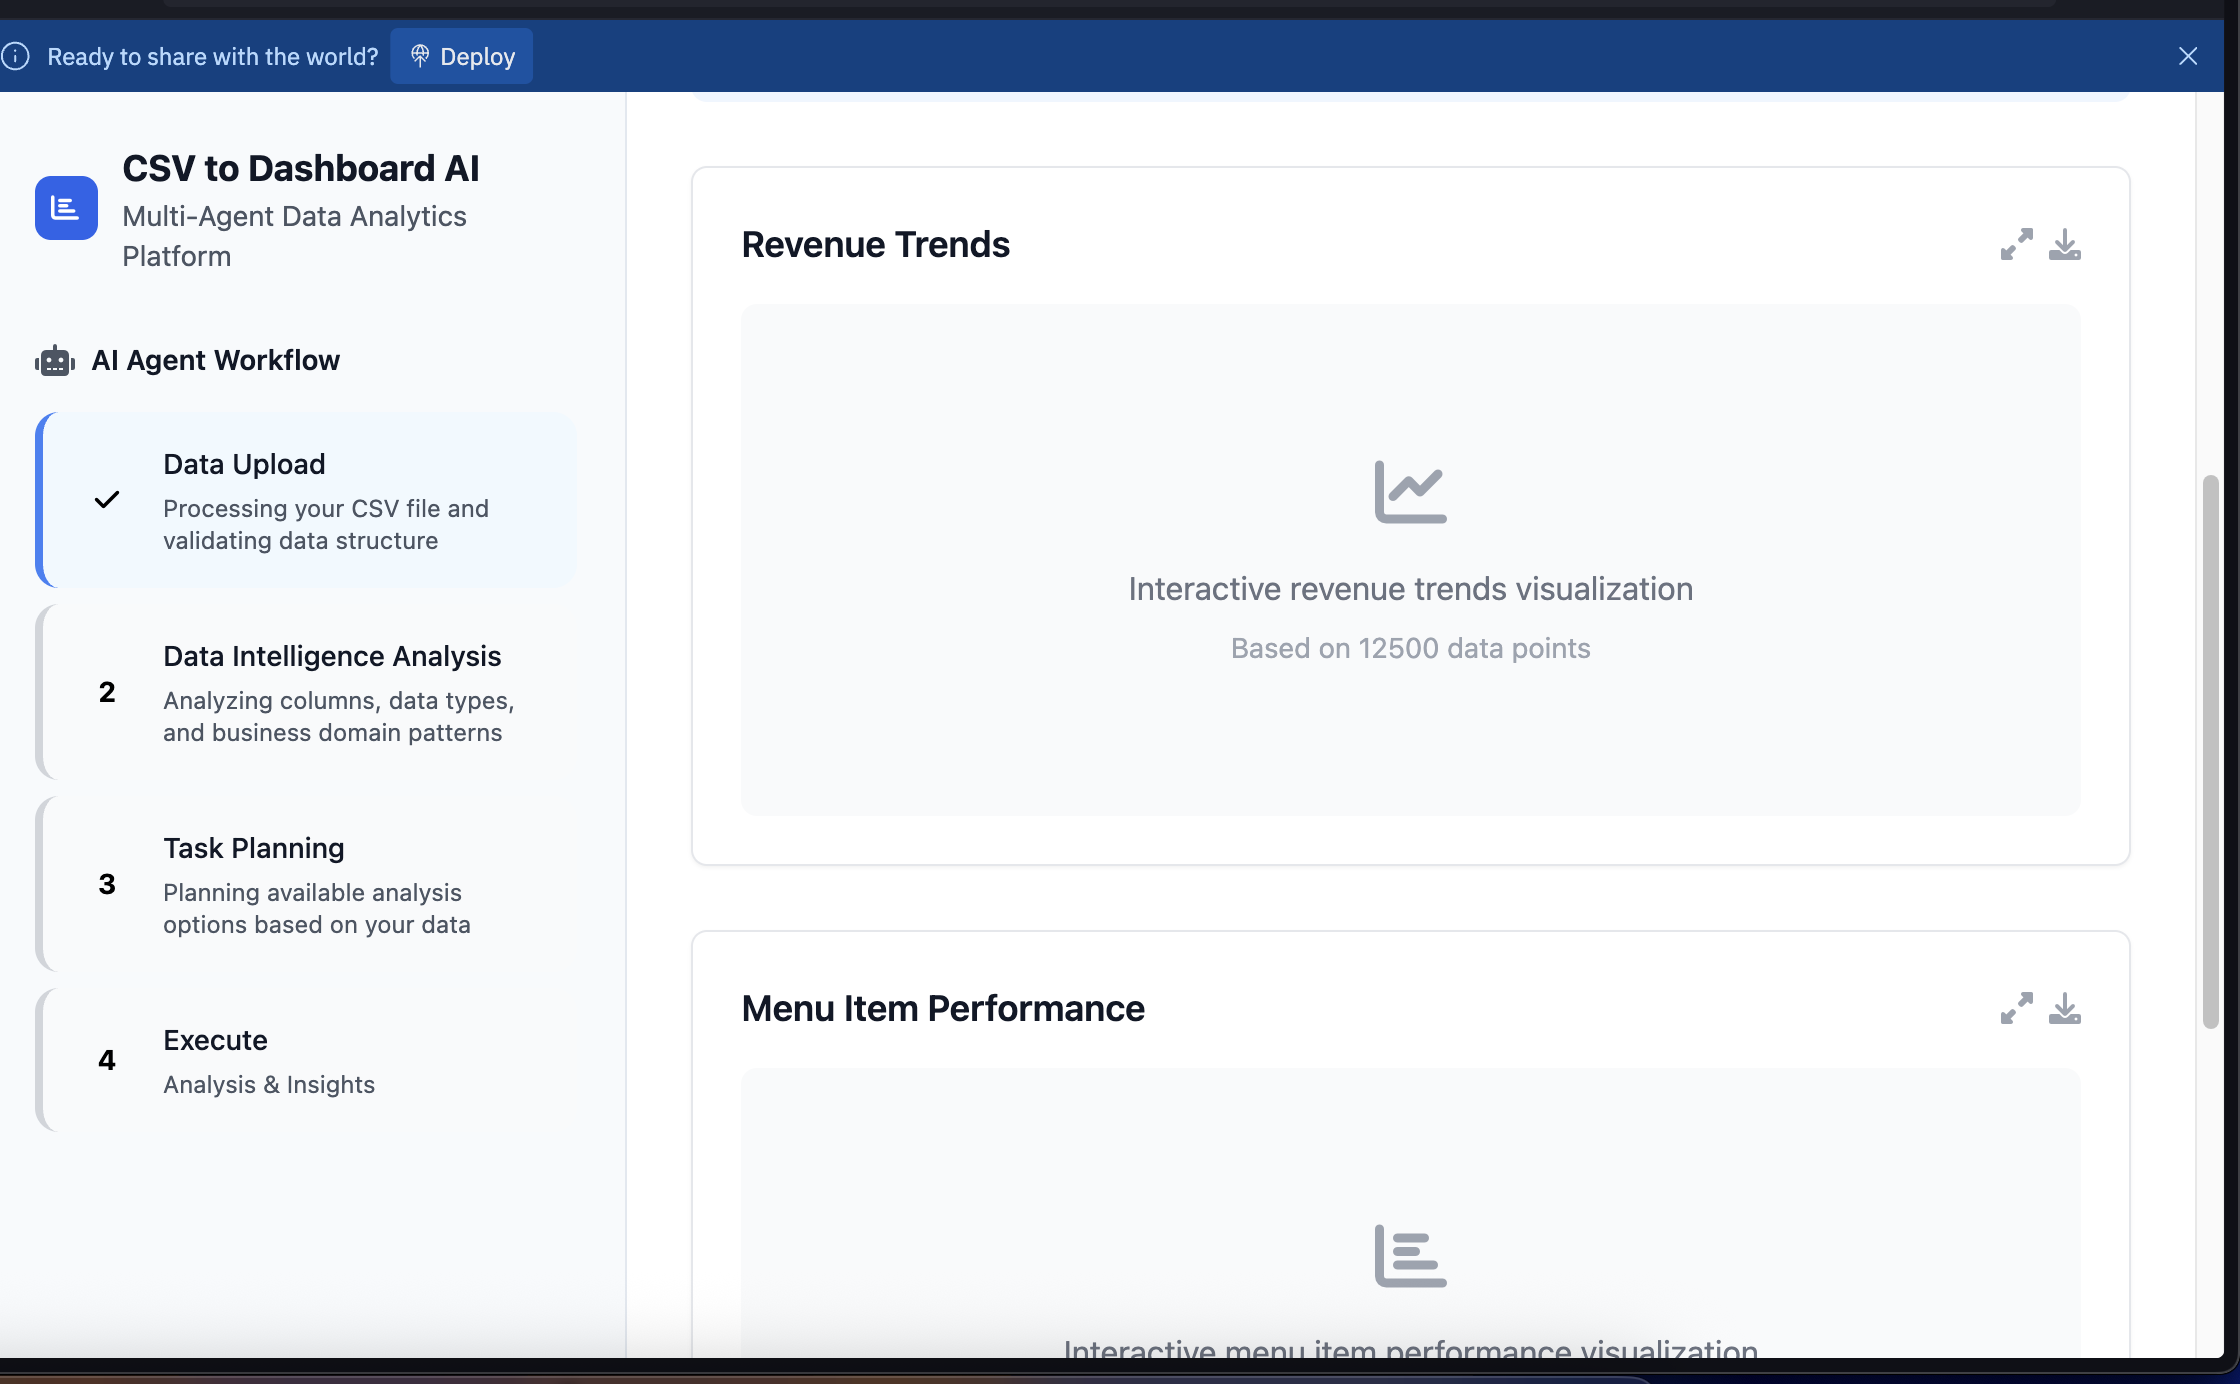 Ready to share with the world?
Deploy
CSV to Dashboard AI
Multi-Agent Data Analytics
Platform
AI Agent Workflow
Data Upload
Processing your CSV file and
validating data structure
2
Data Intelligence Analysis
Analyzing columns, data types,
and business domain patterns
3
Task Planning
Planning available analysis
options based on your data
4
Execute
Analysis & Insights
Revenue Trends
Interactive revenue trends visualization
Based on 12500 data points
Menu Item Performance
Interactive menu item performance visualization